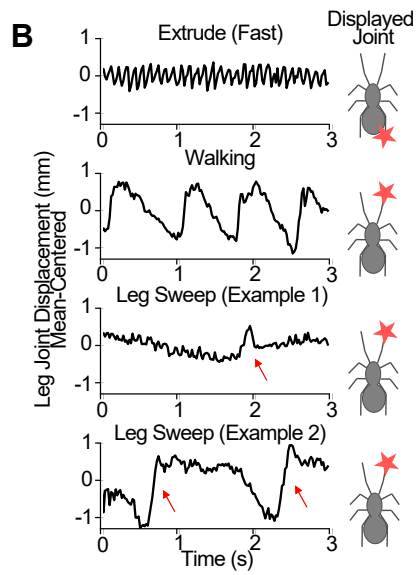 B
Displayed
Joint
Extrude (Fast)
1
0
-1
0
1
2
3
Walking
1
0
-1
0
1
2
3
Leg Sweep (Example 1)
1
0
-1
0
1
2
3
Leg Sweep (Example 2)
1
0
-1
0
1
2
3
Time (s)
Leg Joint Displacement (mm)
Mean-Centered